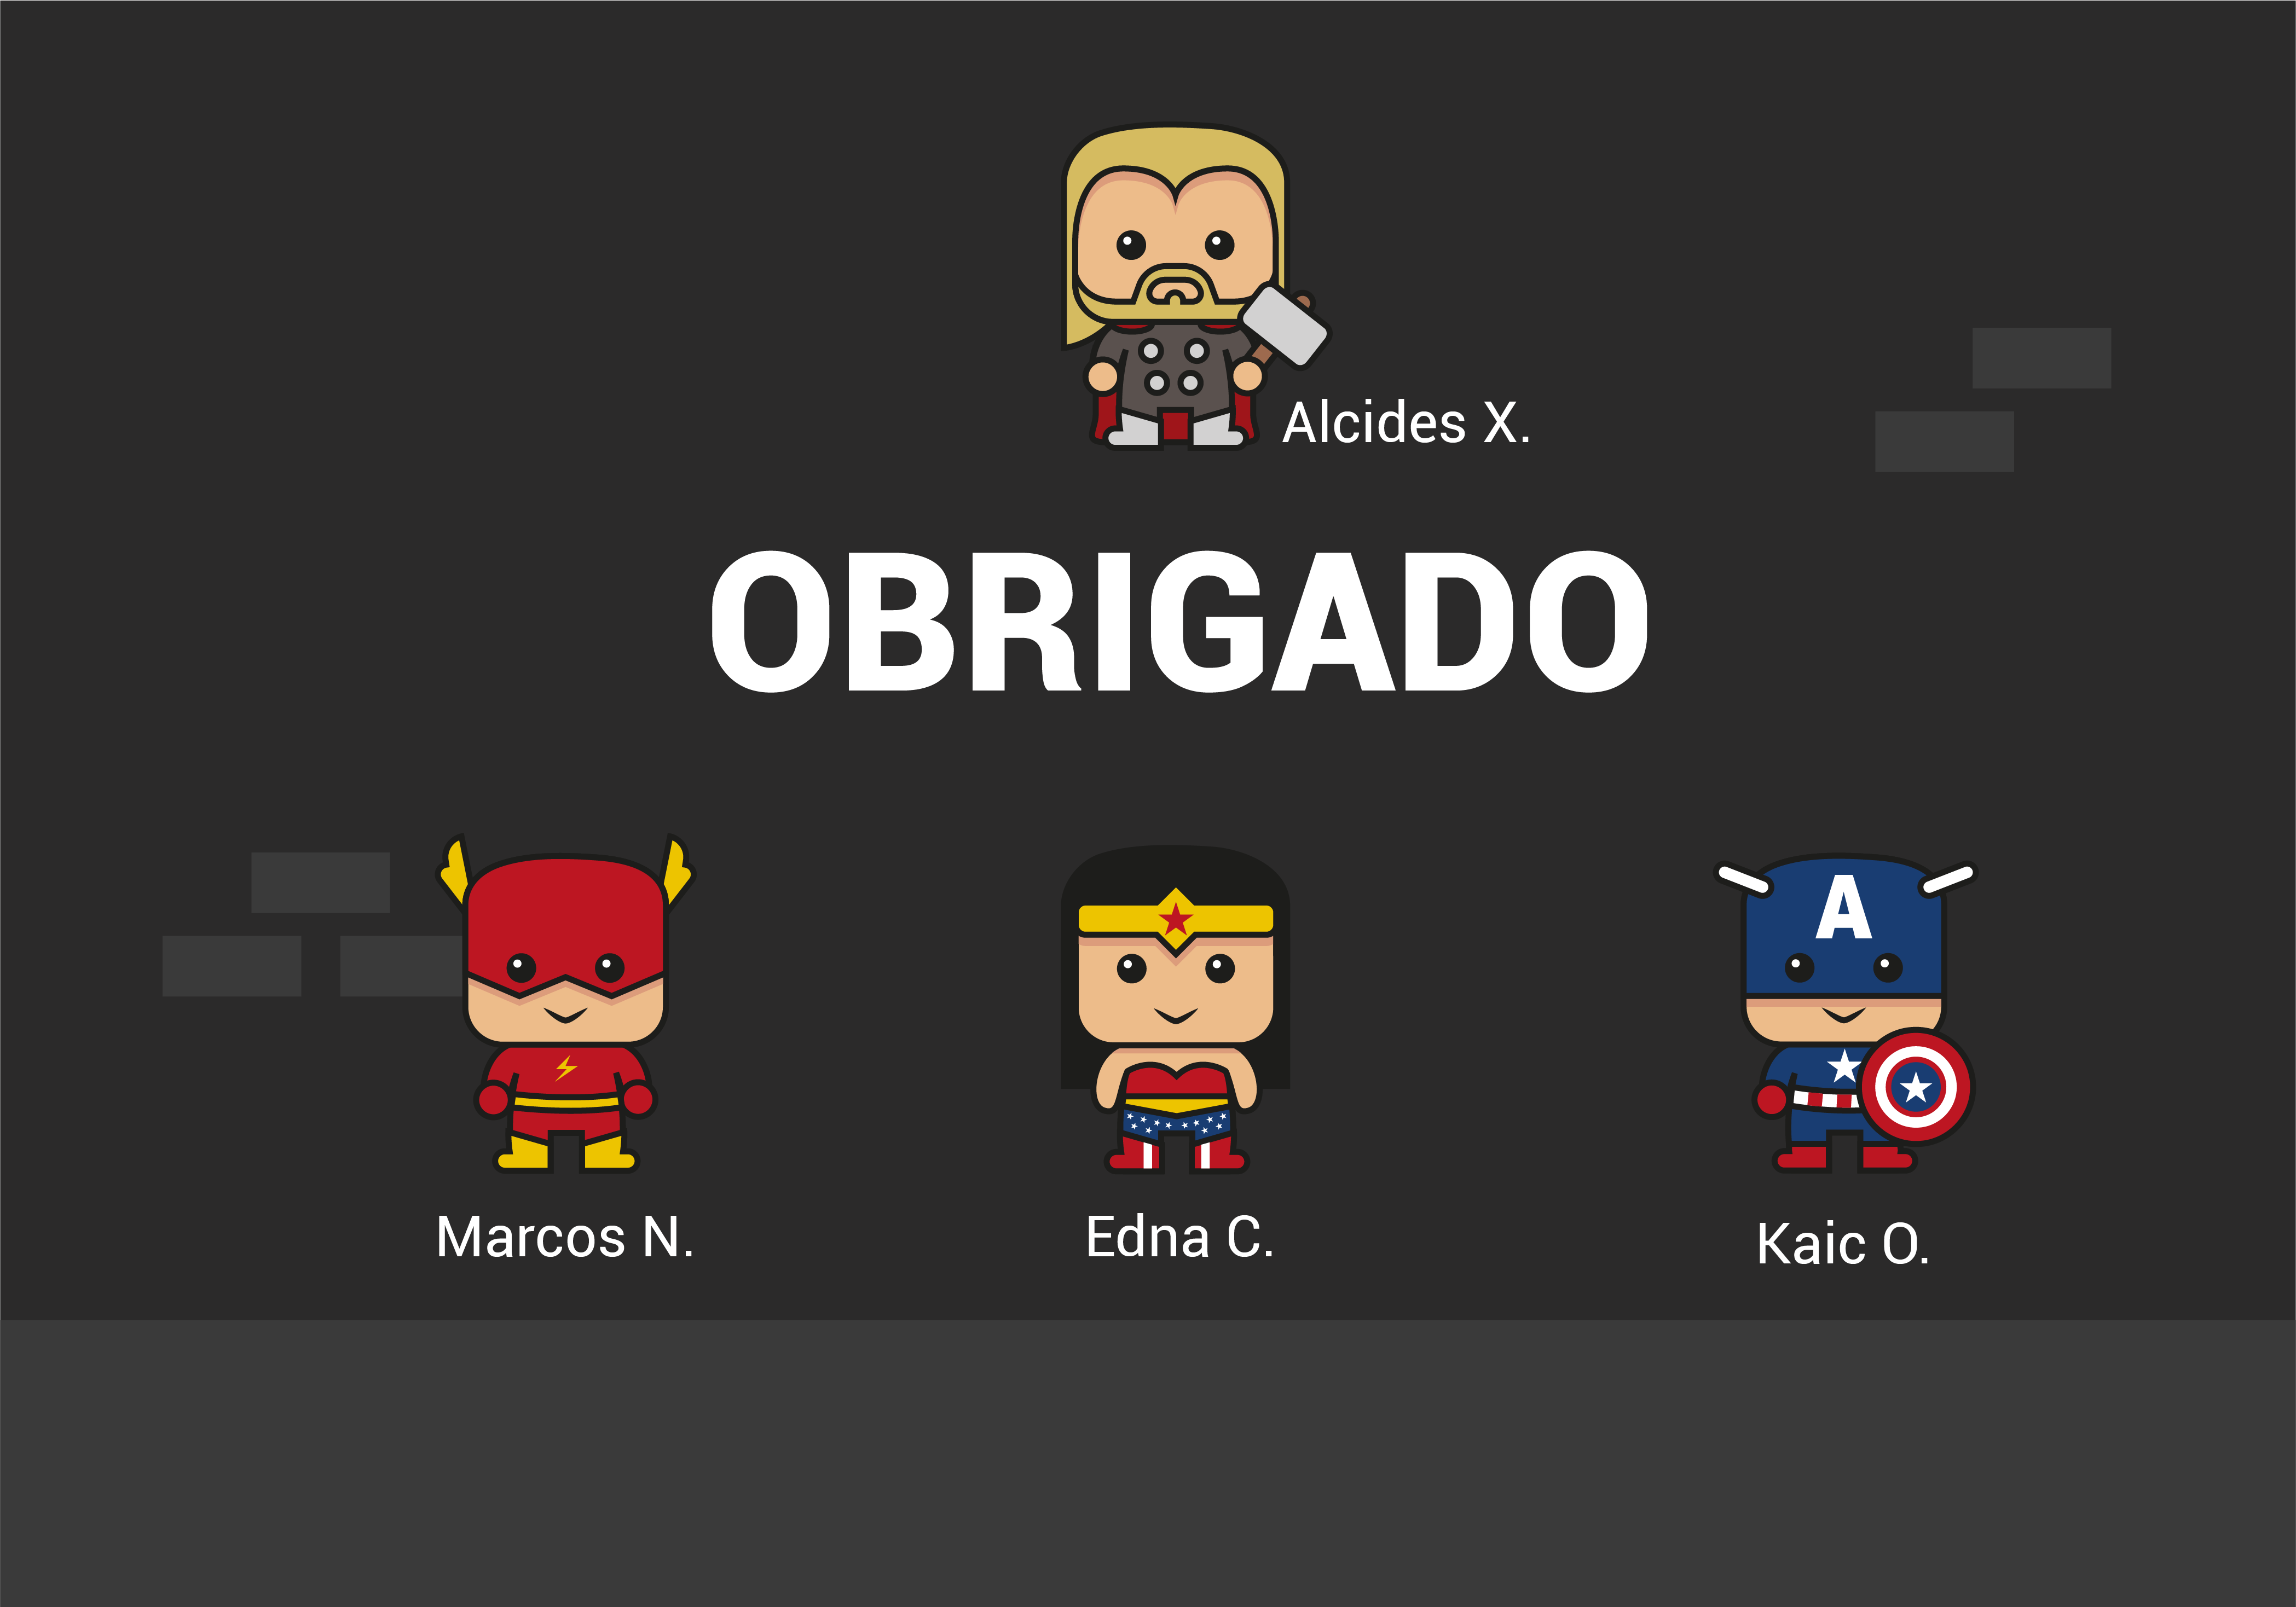 Alcides X.
OBRIGADO
A
Marcos N.
Edna C.
Kaic O.